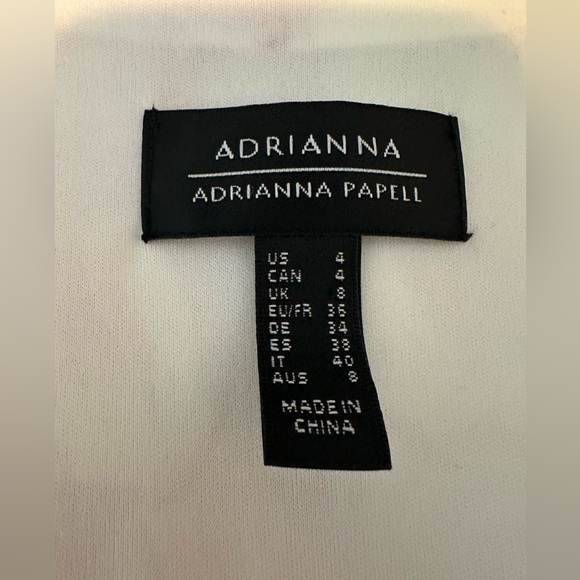 ADRIANNA
ADRIANNA PAPELL
US 4
CAN 4
UK 8
EU/FR 36
DE 34
ES 38
IT 40
AUS 8
MADE IN
CHINA